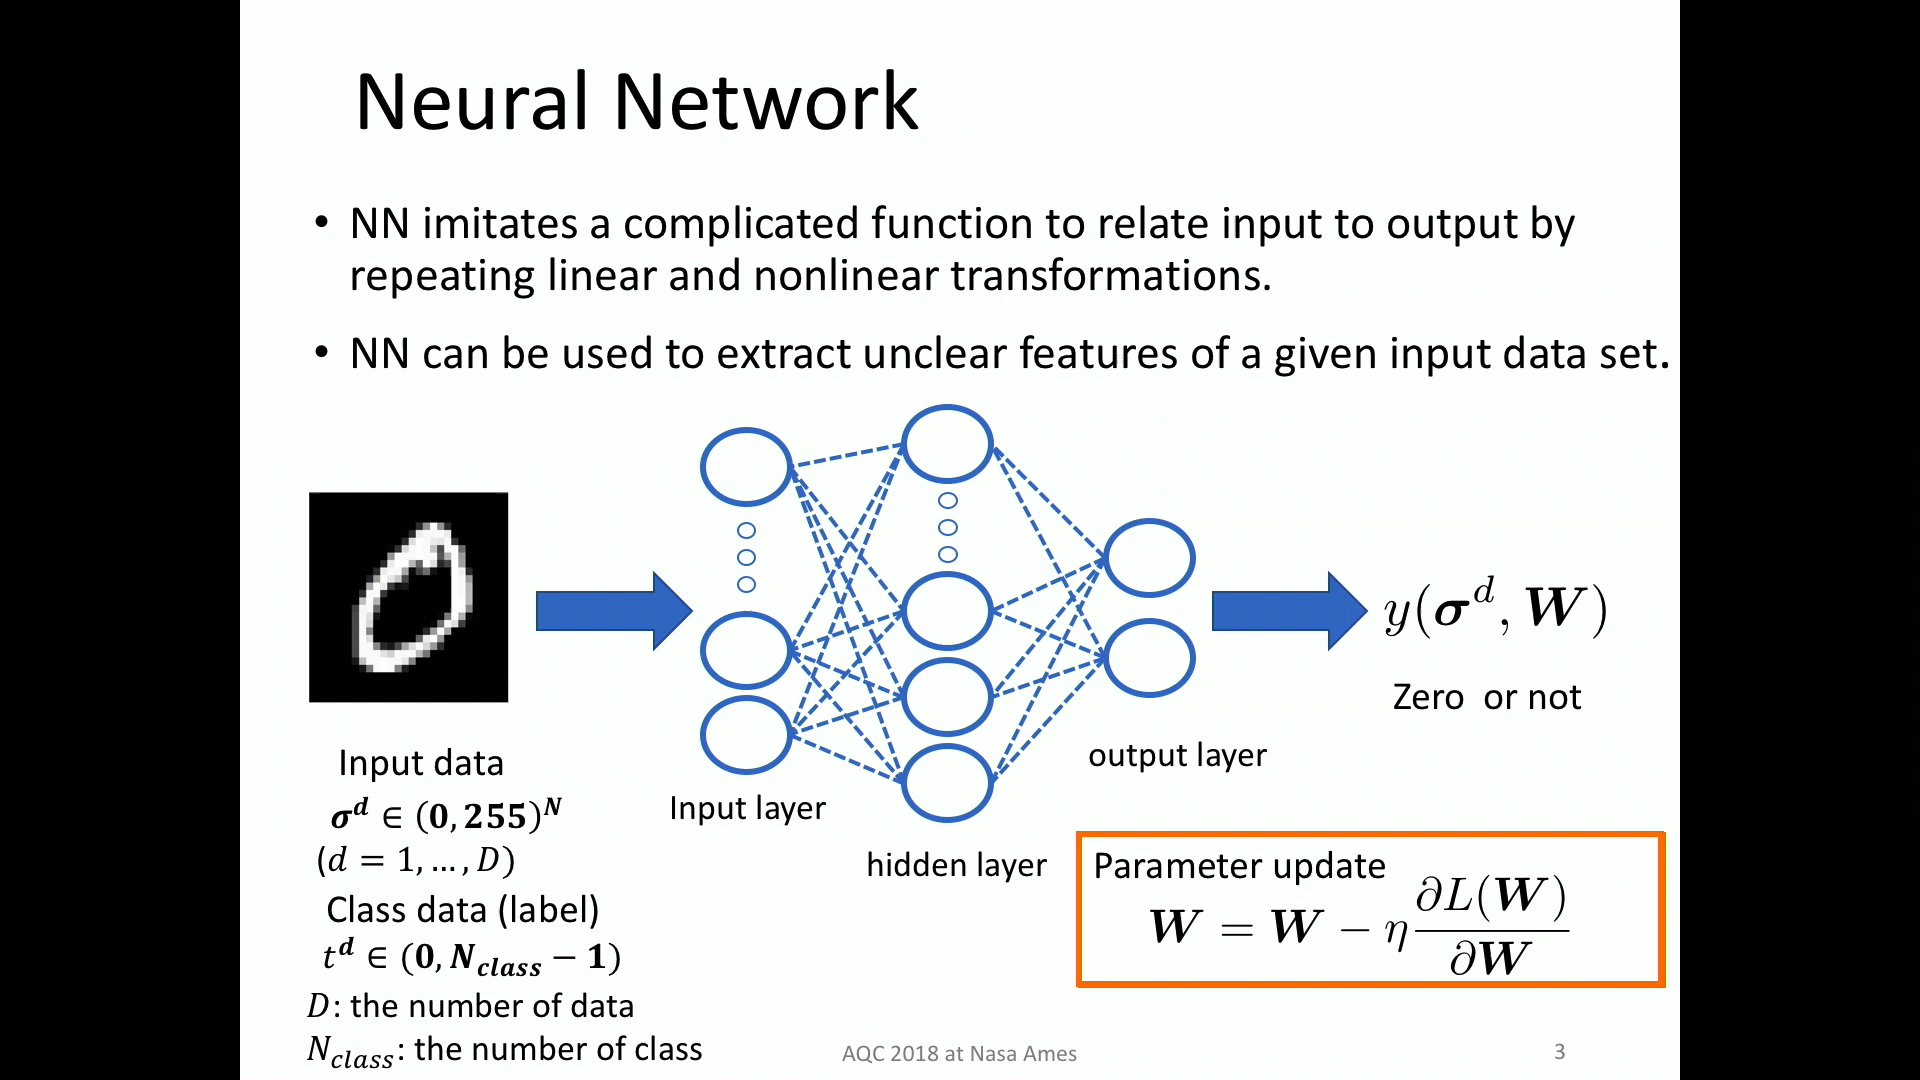 Neural Network
• NN imitates a complicated function to relate input to output by
repeating linear and nonlinear transformations.
• NN can be used to extract unclear features of a given input data set.
y(σ^d, W)
Zero or not
Input data
σ^d ∈ (0, 255)^N
(d = 1, …, D)
Class data (label)
t^d ∈ (0, N_class − 1)
D: the number of data
N_class: the number of class
Input layer
hidden layer
output layer
Parameter update
W = W − η ∂L(W)/∂W
AQC 2018 at Nasa Ames
3